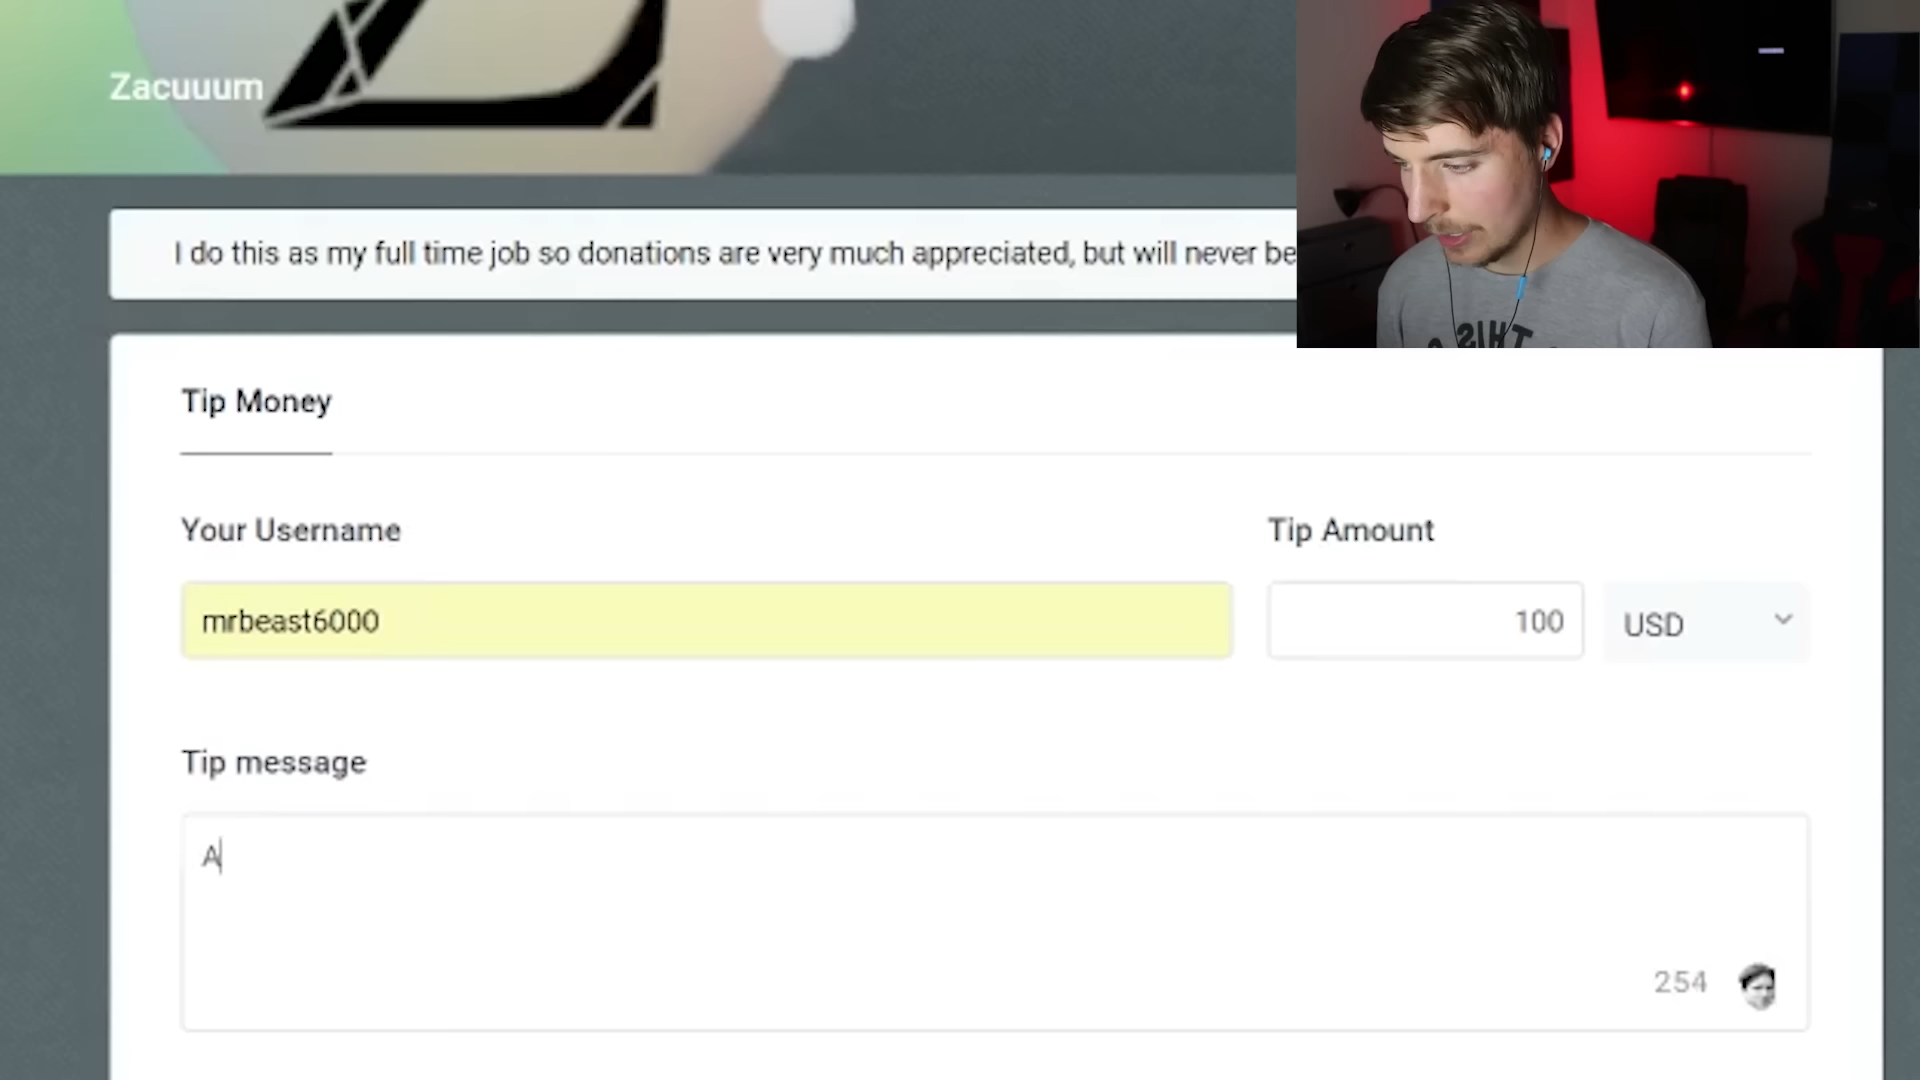 Zacuuum
I do this as my full time job so donations are very much appreciated, but will never be
Tip Money
Your Username
Tip Amount
mrbeast6000
100
USD
Tip message
A
254
THIS